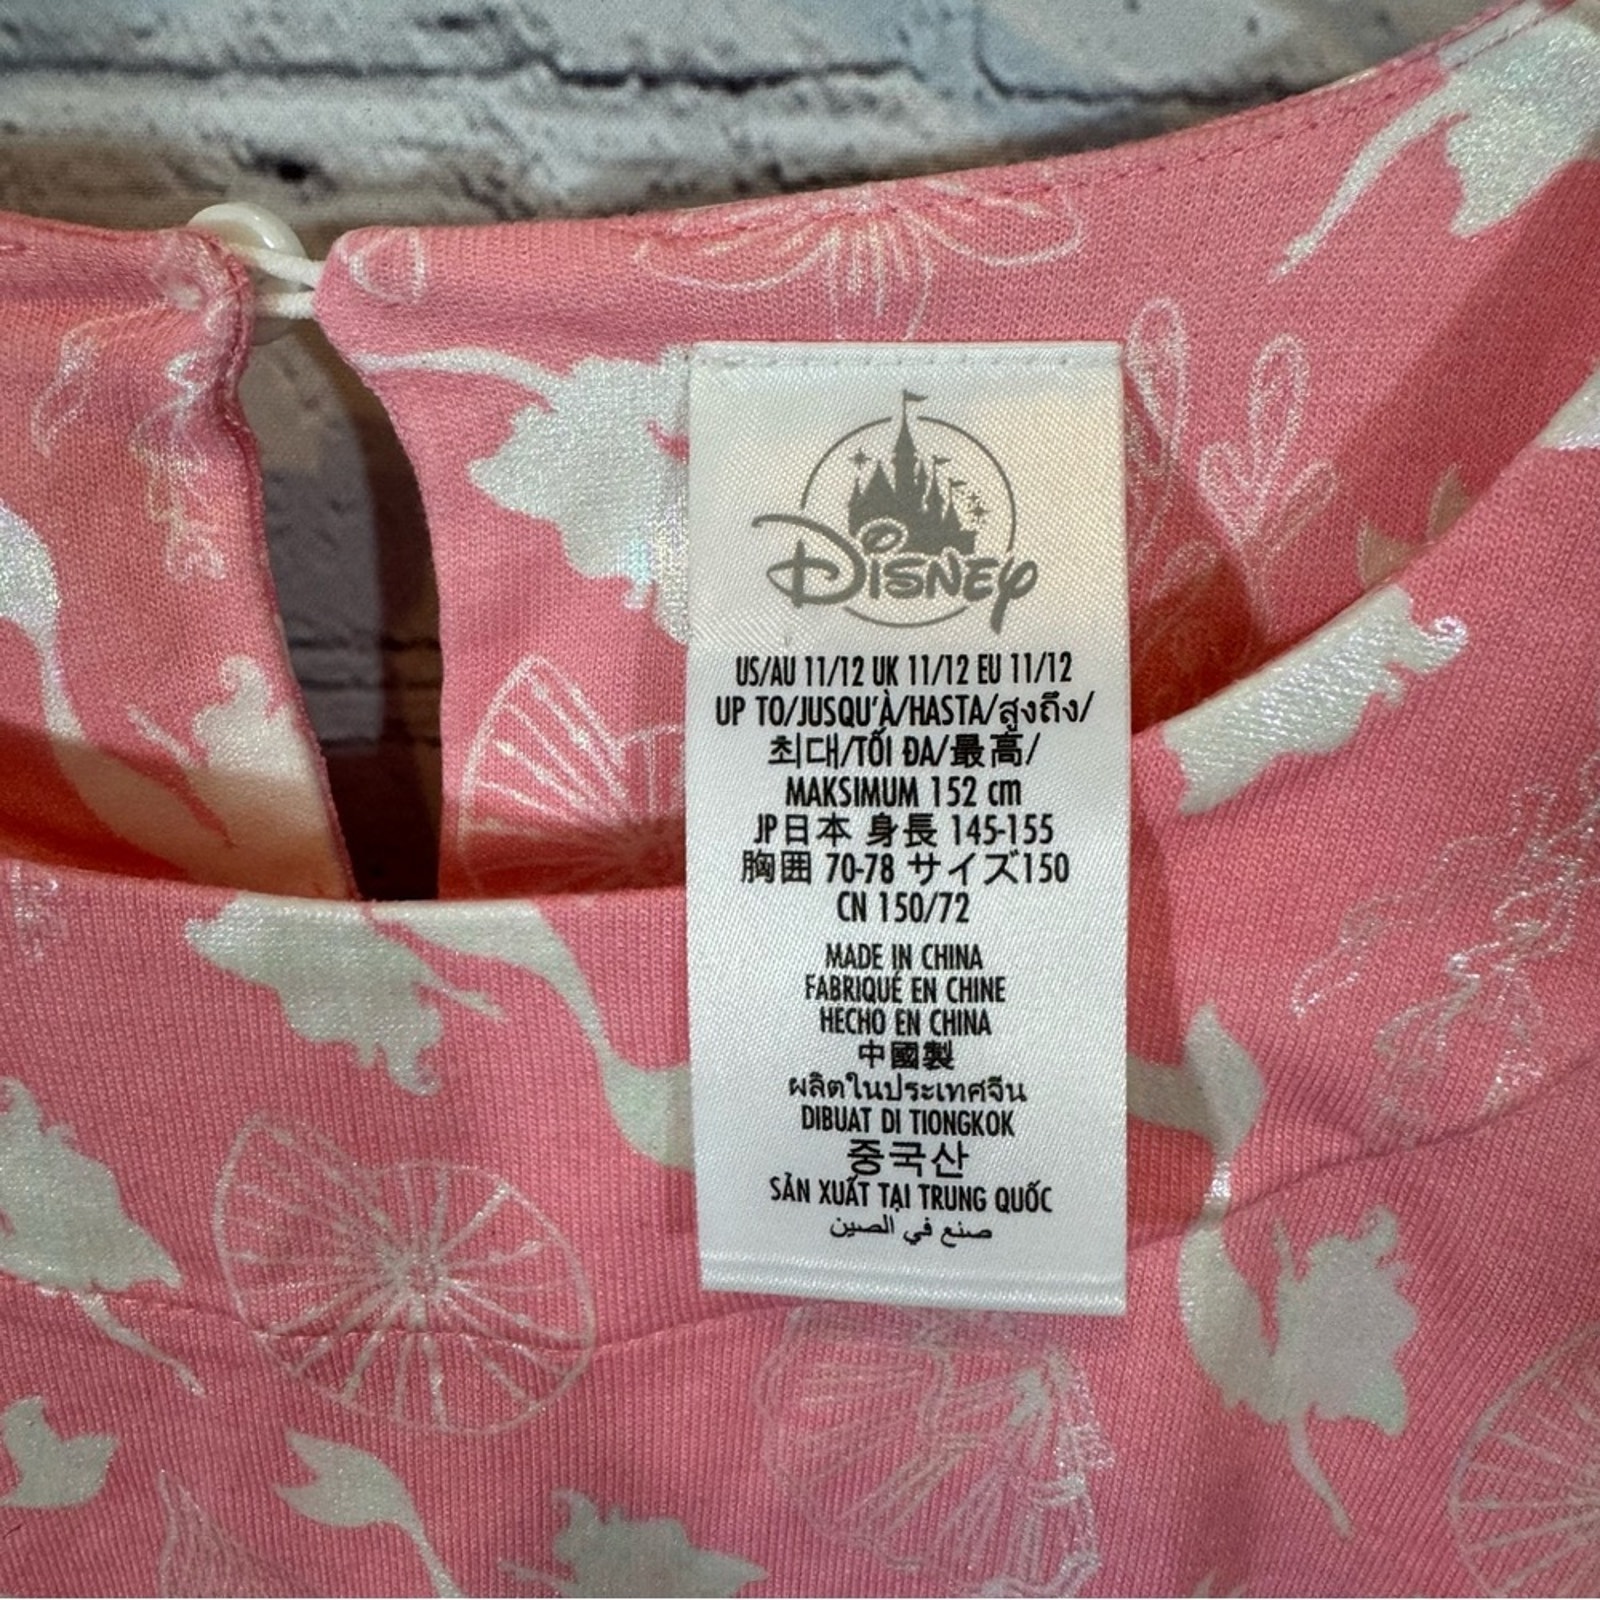 Disney
US/AU 11/12 UK 11/12 EU 11/12
UP TO/JUSQU'À/HASTA/สูงถึง/
최대/TỐI ĐA/最高/
MAKSIMUM 152 cm
JP日本 身長 145-155
胸囲 70-78 サイズ150
CN 150/72
MADE IN CHINA
FABRIQUÉ EN CHINE
HECHO EN CHINA
中國製
ผลิตในประเทศจีน
DIBUAT DI TIONGKOK
중국산
SẢN XUẤT TẠI TRUNG QUỐC
صنع في الصين